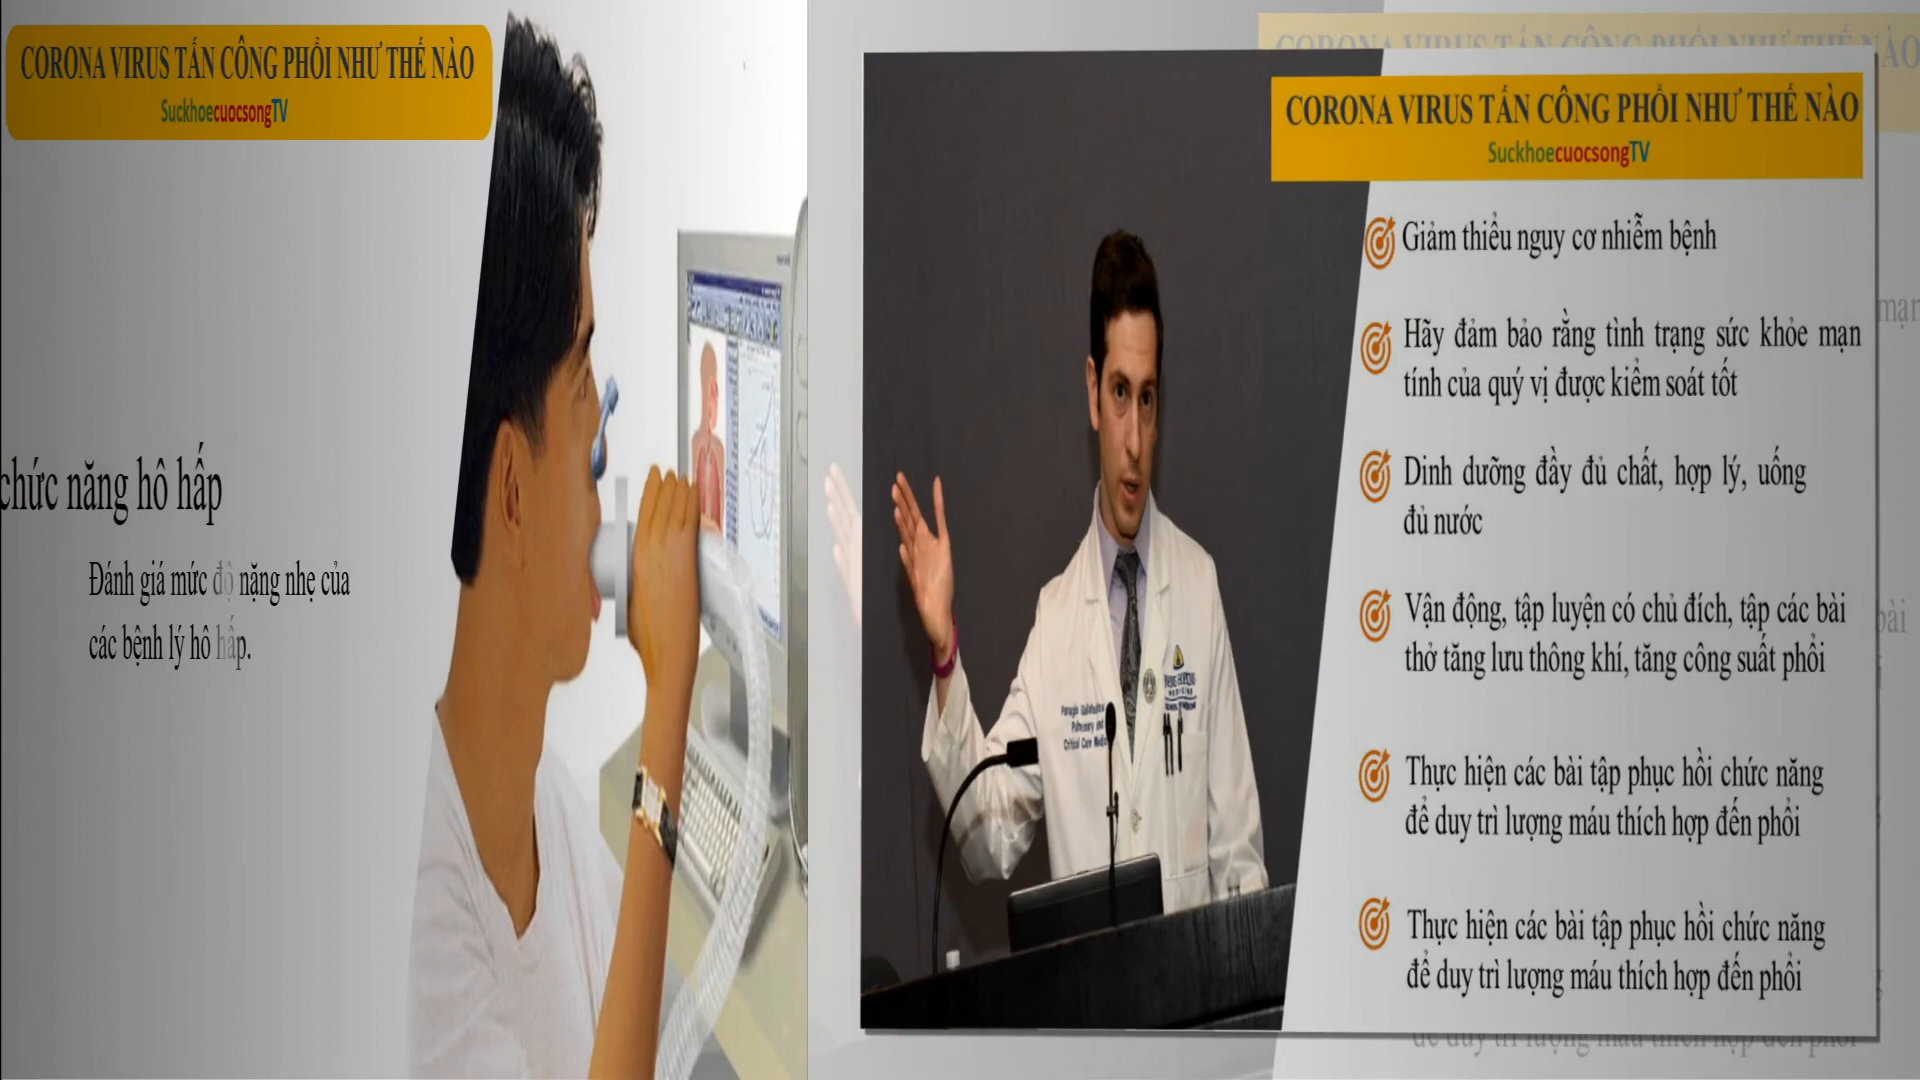 CORONA VIRUS TẤN CÔNG PHỔI NHƯ THẾ NÀO
SuckhoecuocsongTV
chức năng hô hấp
Đánh giá mức độ nặng nhẹ của
các bệnh lý hô hấp.
CORONA VIRUS TẤN CÔNG PHỔI NHƯ THẾ NÀO
SuckhoecuocsongTV
Giảm thiểu nguy cơ nhiễm bệnh
Hãy đảm bảo rằng tình trạng sức khỏe mạn
tính của quý vị được kiểm soát tốt
Dinh dưỡng đầy đủ chất, hợp lý, uống
đủ nước
Vận động, tập luyện có chủ đích, tập các bài
thở tăng lưu thông khí, tăng công suất phổi
Thực hiện các bài tập phục hồi chức năng
để duy trì lượng máu thích hợp đến phổi
Thực hiện các bài tập phục hồi chức năng
để duy trì lượng máu thích hợp đến phổi
Pulmonary and
Critical Care